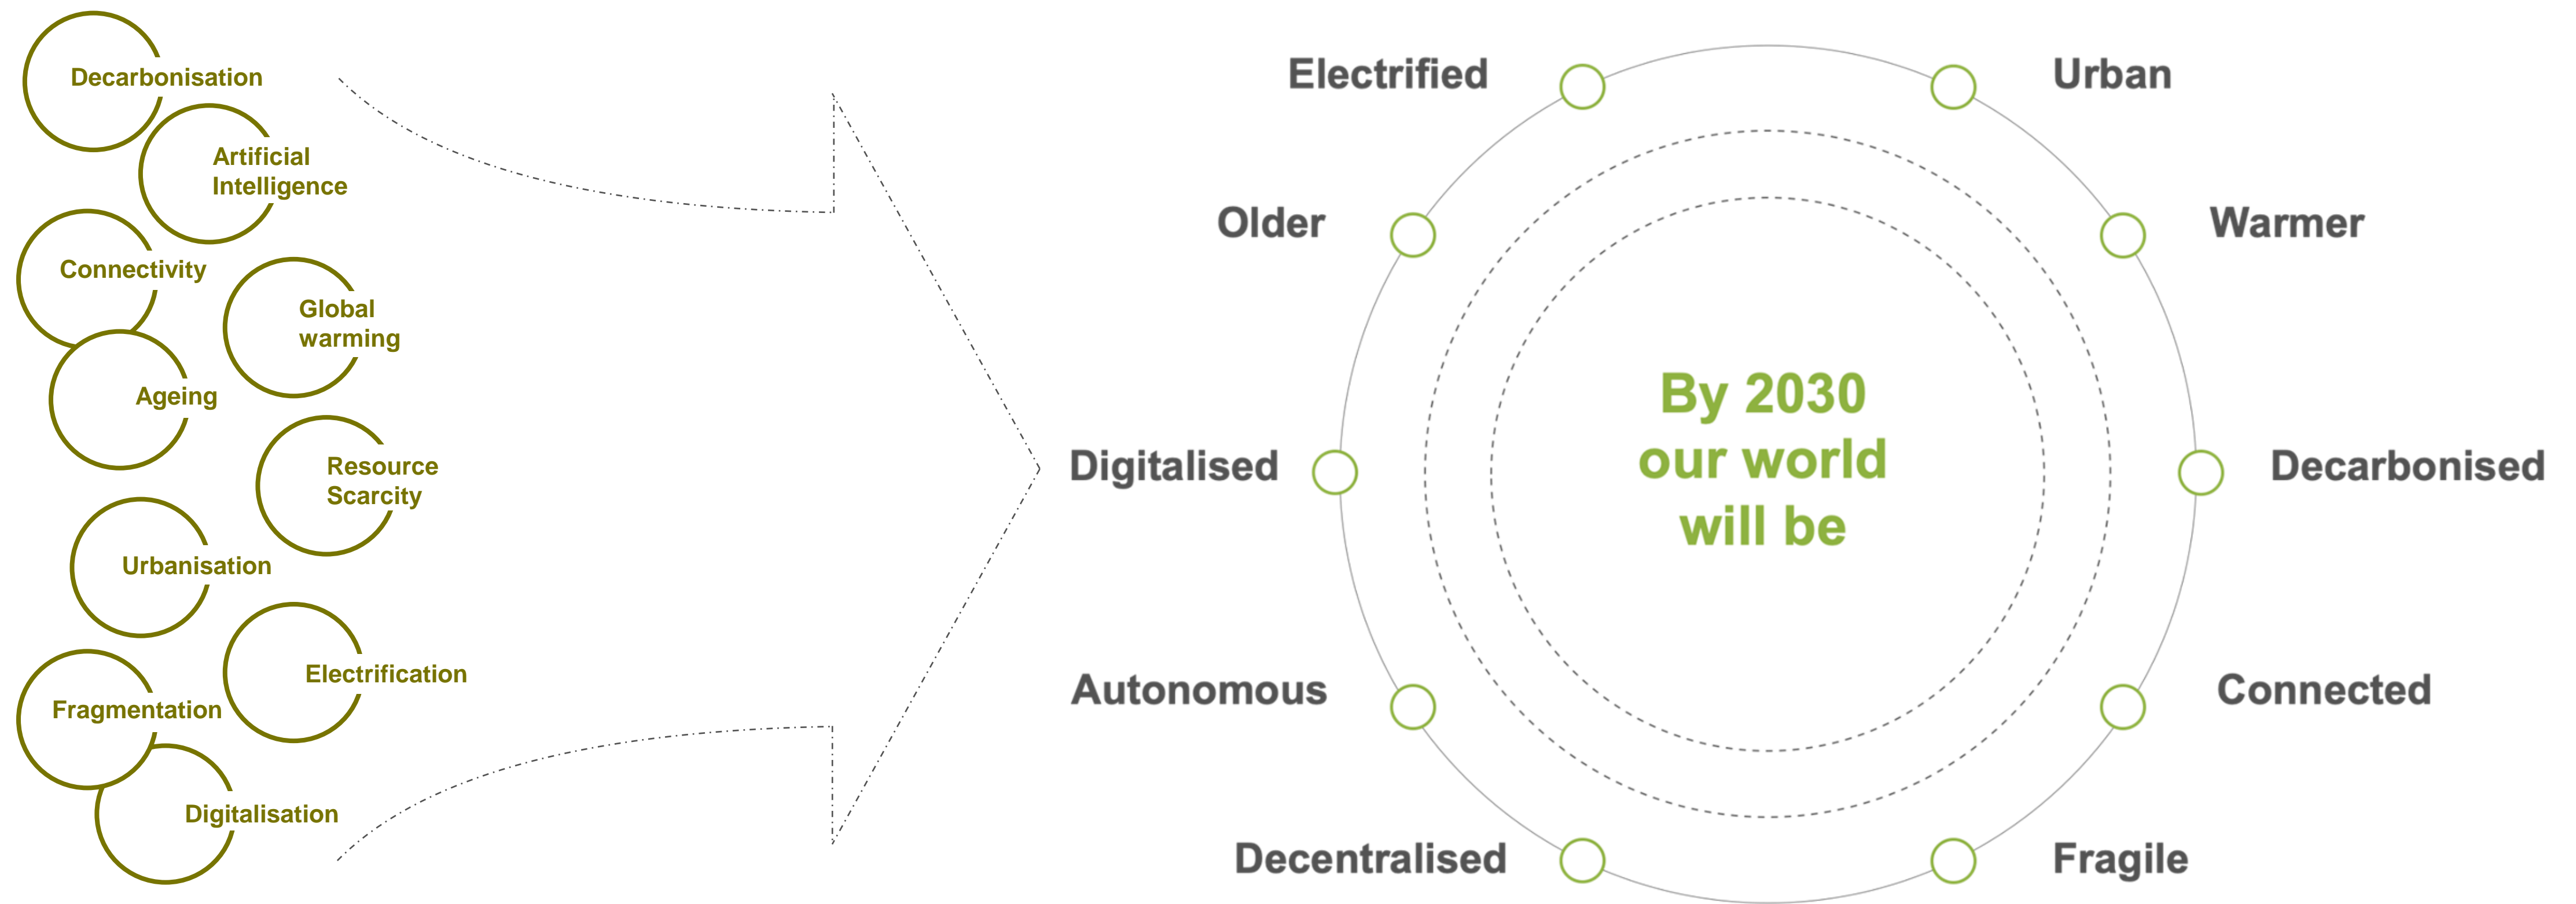 Decarbonisation
Artificial
Intelligence
Connectivity
Global
warming
Ageing
Resource
Scarcity
Urbanisation
Electrification
Fragmentation
Digitalisation
By 2030
our world
will be
Electrified
Urban
Older
Warmer
Digitalised
Decarbonised
Autonomous
Connected
Decentralised
Fragile